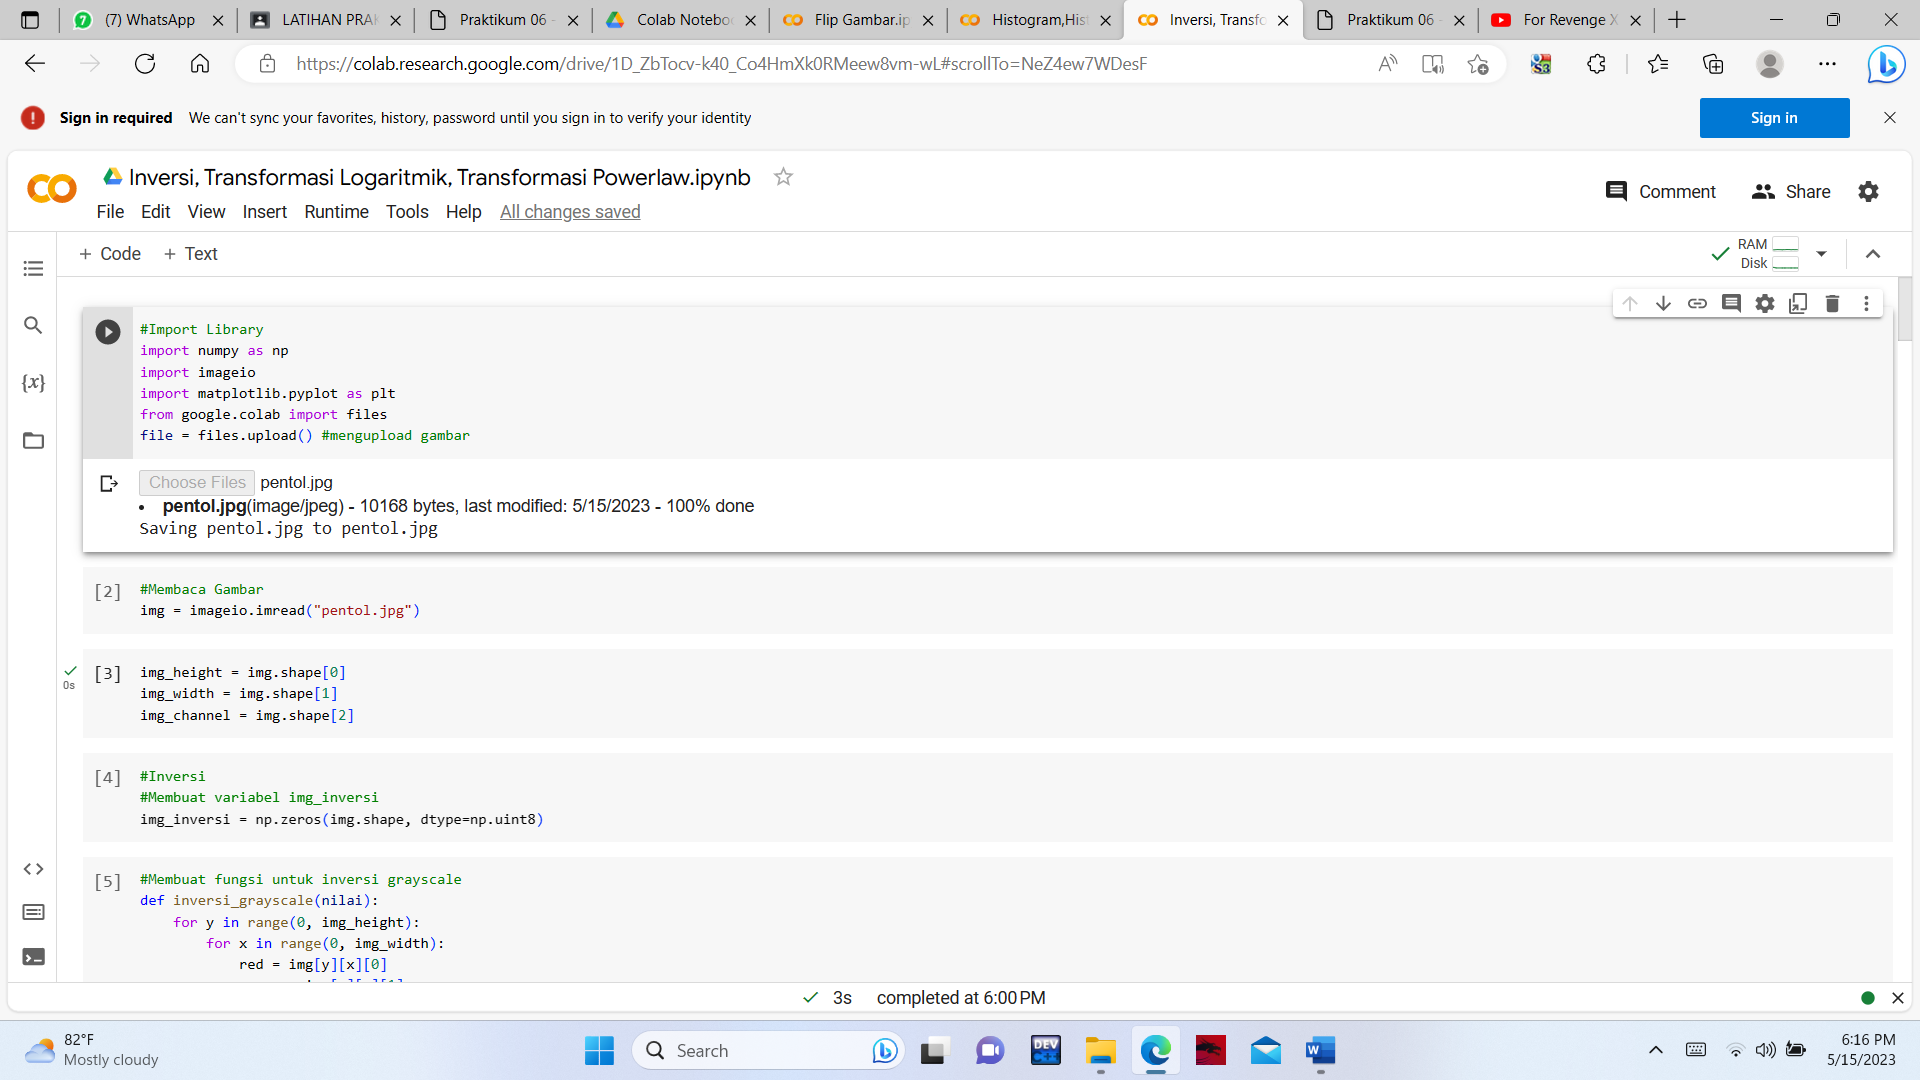 (7) WhatsApp
LATIHAN PRAK
Praktikum 06 -
Colab Notebo
Flip Gambar.ip
Histogram,His
Inversi, Transfo
Praktikum 06 -
For Revenge X
https://colab.research.google.com/drive/1D_ZbTocv-k40_Co4HmXk0RMeew8vm-wL#scrollTo=NeZ4ew7WDesF
Sign in required We can't sync your favorites, history, password until you sign in to verify your identity
Sign in
Inversi, Transformasi Logaritmik, Transformasi Powerlaw.ipynb
Comment
Share
File Edit View Insert Runtime Tools Help All changes saved
+ Code + Text
RAM
Disk
#Import Library
import numpy as np
import imageio
import matplotlib.pyplot as plt
from google.colab import files
file = files.upload() #mengupload gambar
Choose Files pentol.jpg
• pentol.jpg(image/jpeg) - 10168 bytes, last modified: 5/15/2023 - 100% done
Saving pentol.jpg to pentol.jpg
[2] #Membaca Gambar
img = imageio.imread("pentol.jpg")
[3] img_height = img.shape[0]
0s
img_width = img.shape[1]
img_channel = img.shape[2]
[4] #Inversi
#Membuat variabel img_inversi
img_inversi = np.zeros(img.shape, dtype=np.uint8)
[5] #Membuat fungsi untuk inversi grayscale
def inversi_grayscale(nilai):
for y in range(0, img_height):
for x in range(0, img_width):
red = img[y][x][0]
3s completed at 6:00 PM
82°F
Mostly cloudy
Search
DEV
C++
6:16 PM
5/15/2023